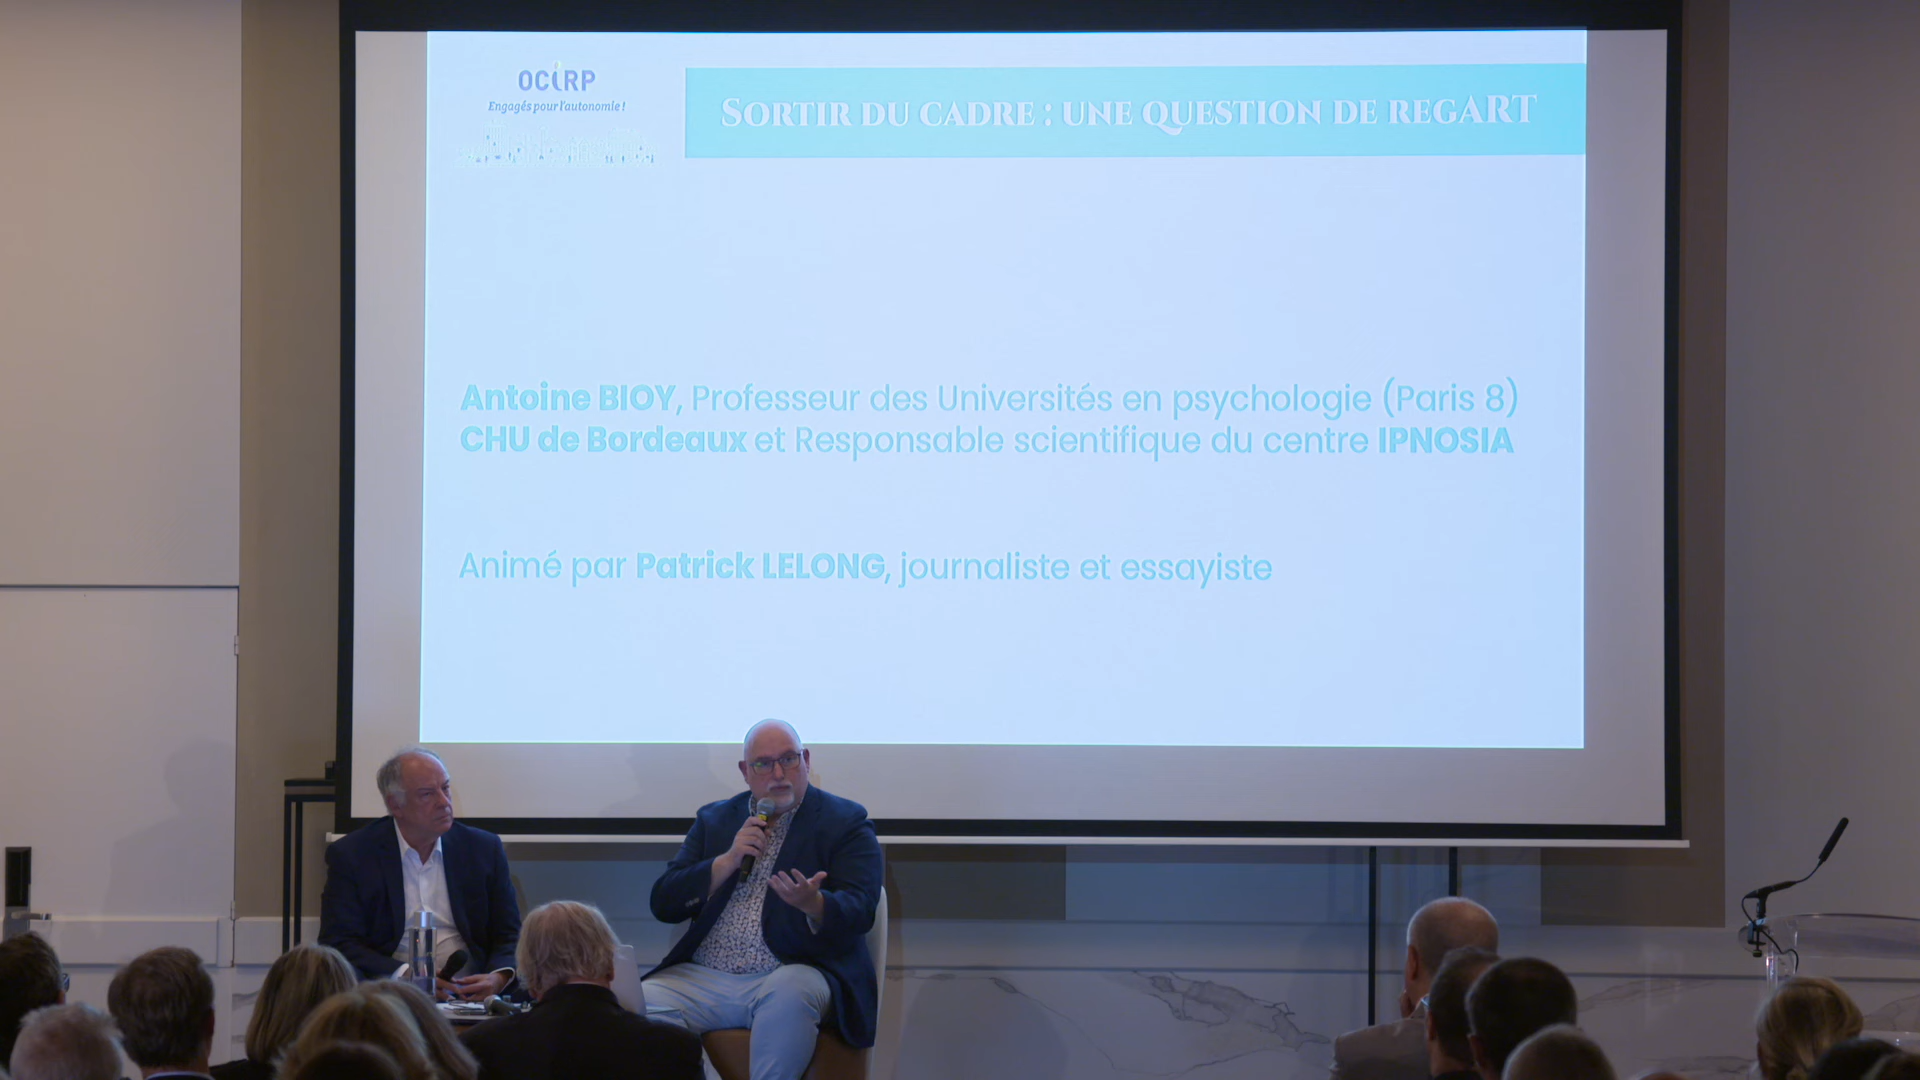 OCiRP
Engagés pour l'autonomie !
SORTIR DU CADRE : UNE QUESTION DE REGART
Antoine BIOY, Professeur des Universités en psychologie (Paris 8)
CHU de Bordeaux et Responsable scientifique du centre IPNOSIA
Animé par Patrick LELONG, journaliste et essayiste